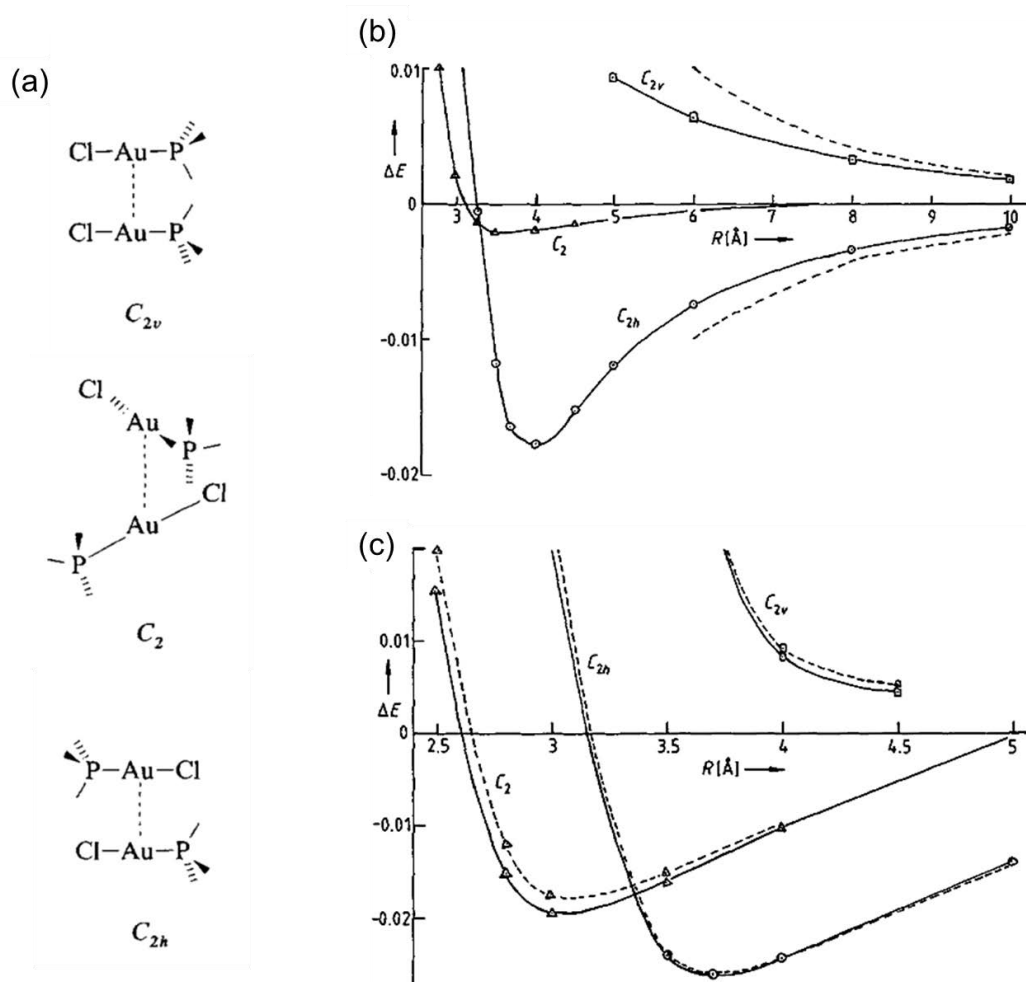 (a)
Cl–Au–P
Cl–Au–P
C2v
Cl
Au
P
Cl
Au
P
C2
P–Au–Cl
Cl–Au–P
C2h
(b)
0.01
C2v
ΔE
0
3 4 5 6 7 8 9 10
R[Å]
C2
C2h
-0.01
-0.02
(c)
0.01
C2v
C2h
ΔE
0
2.5 3 3.5 4 4.5 5
R[Å]
C2
-0.01
-0.02